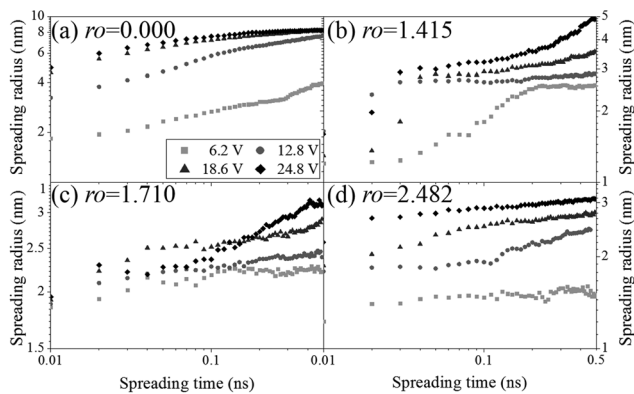 (a) ro=0.000
Spreading radius (nm)
10
8
6
4
2
6.2 V
12.8 V
18.6 V
24.8 V
(b) ro=1.415
5
4
3
2
1
Spreading radius (nm)
(c) ro=1.710
Spreading radius (nm)
1
3
2.5
2
1.5
0.01
0.1
0.01
Spreading time (ns)
(d) ro=2.482
3
2
1
Spreading radius (nm)
0.1
0.5
Spreading time (ns)